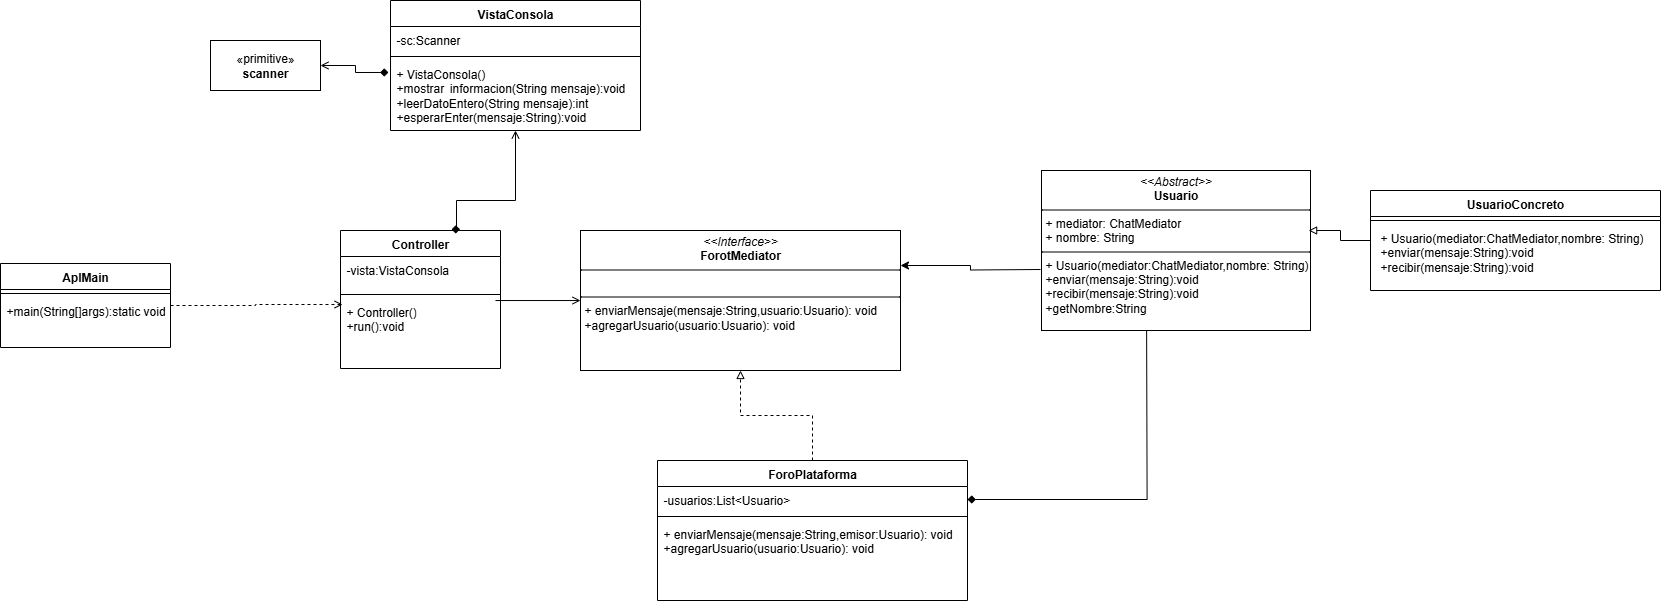 VistaConsola
-sc:Scanner
+ VistaConsola()
+mostrar informacion(String mensaje):void
+leerDatoEntero(String mensaje):int
+esperarEnter(mensaje:String):void
«primitive»
scanner
AplMain
+main(String[]args):static void
Controller
-vista:VistaConsola
+ Controller()
+run():void
<<Interface>>
ForotMediator
+ enviarMensaje(mensaje:String,usuario:Usuario): void
+agregarUsuario(usuario:Usuario): void
<<Abstract>>
Usuario
+ mediator: ChatMediator
+ nombre: String
+ Usuario(mediator:ChatMediator,nombre: String)
+enviar(mensaje:String):void
+recibir(mensaje:String):void
+getNombre:String
UsuarioConcreto
+ Usuario(mediator:ChatMediator,nombre: String)
+enviar(mensaje:String):void
+recibir(mensaje:String):void
ForoPlataforma
-usuarios:List<Usuario>
+ enviarMensaje(mensaje:String,emisor:Usuario): void
+agregarUsuario(usuario:Usuario): void